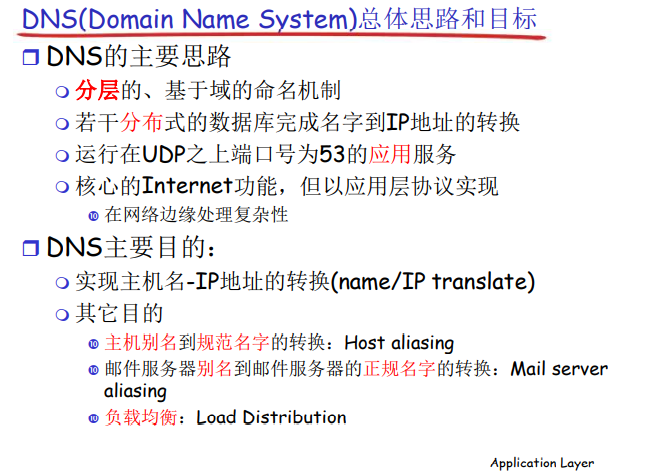 DNS(Domain Name System)总体思路和目标
DNS的主要思路
分层的、基于域的命名机制
若干分布式的数据库完成名字到IP地址的转换
运行在UDP之上端口号为53的应用服务
核心的Internet功能，但以应用层协议实现
在网络边缘处理复杂性
DNS主要目的：
实现主机名-IP地址的转换(name/IP translate)
其它目的
主机别名到规范名字的转换：Host aliasing
邮件服务器别名到邮件服务器的正规名字的转换：Mail server
aliasing
负载均衡：Load Distribution
Application Layer